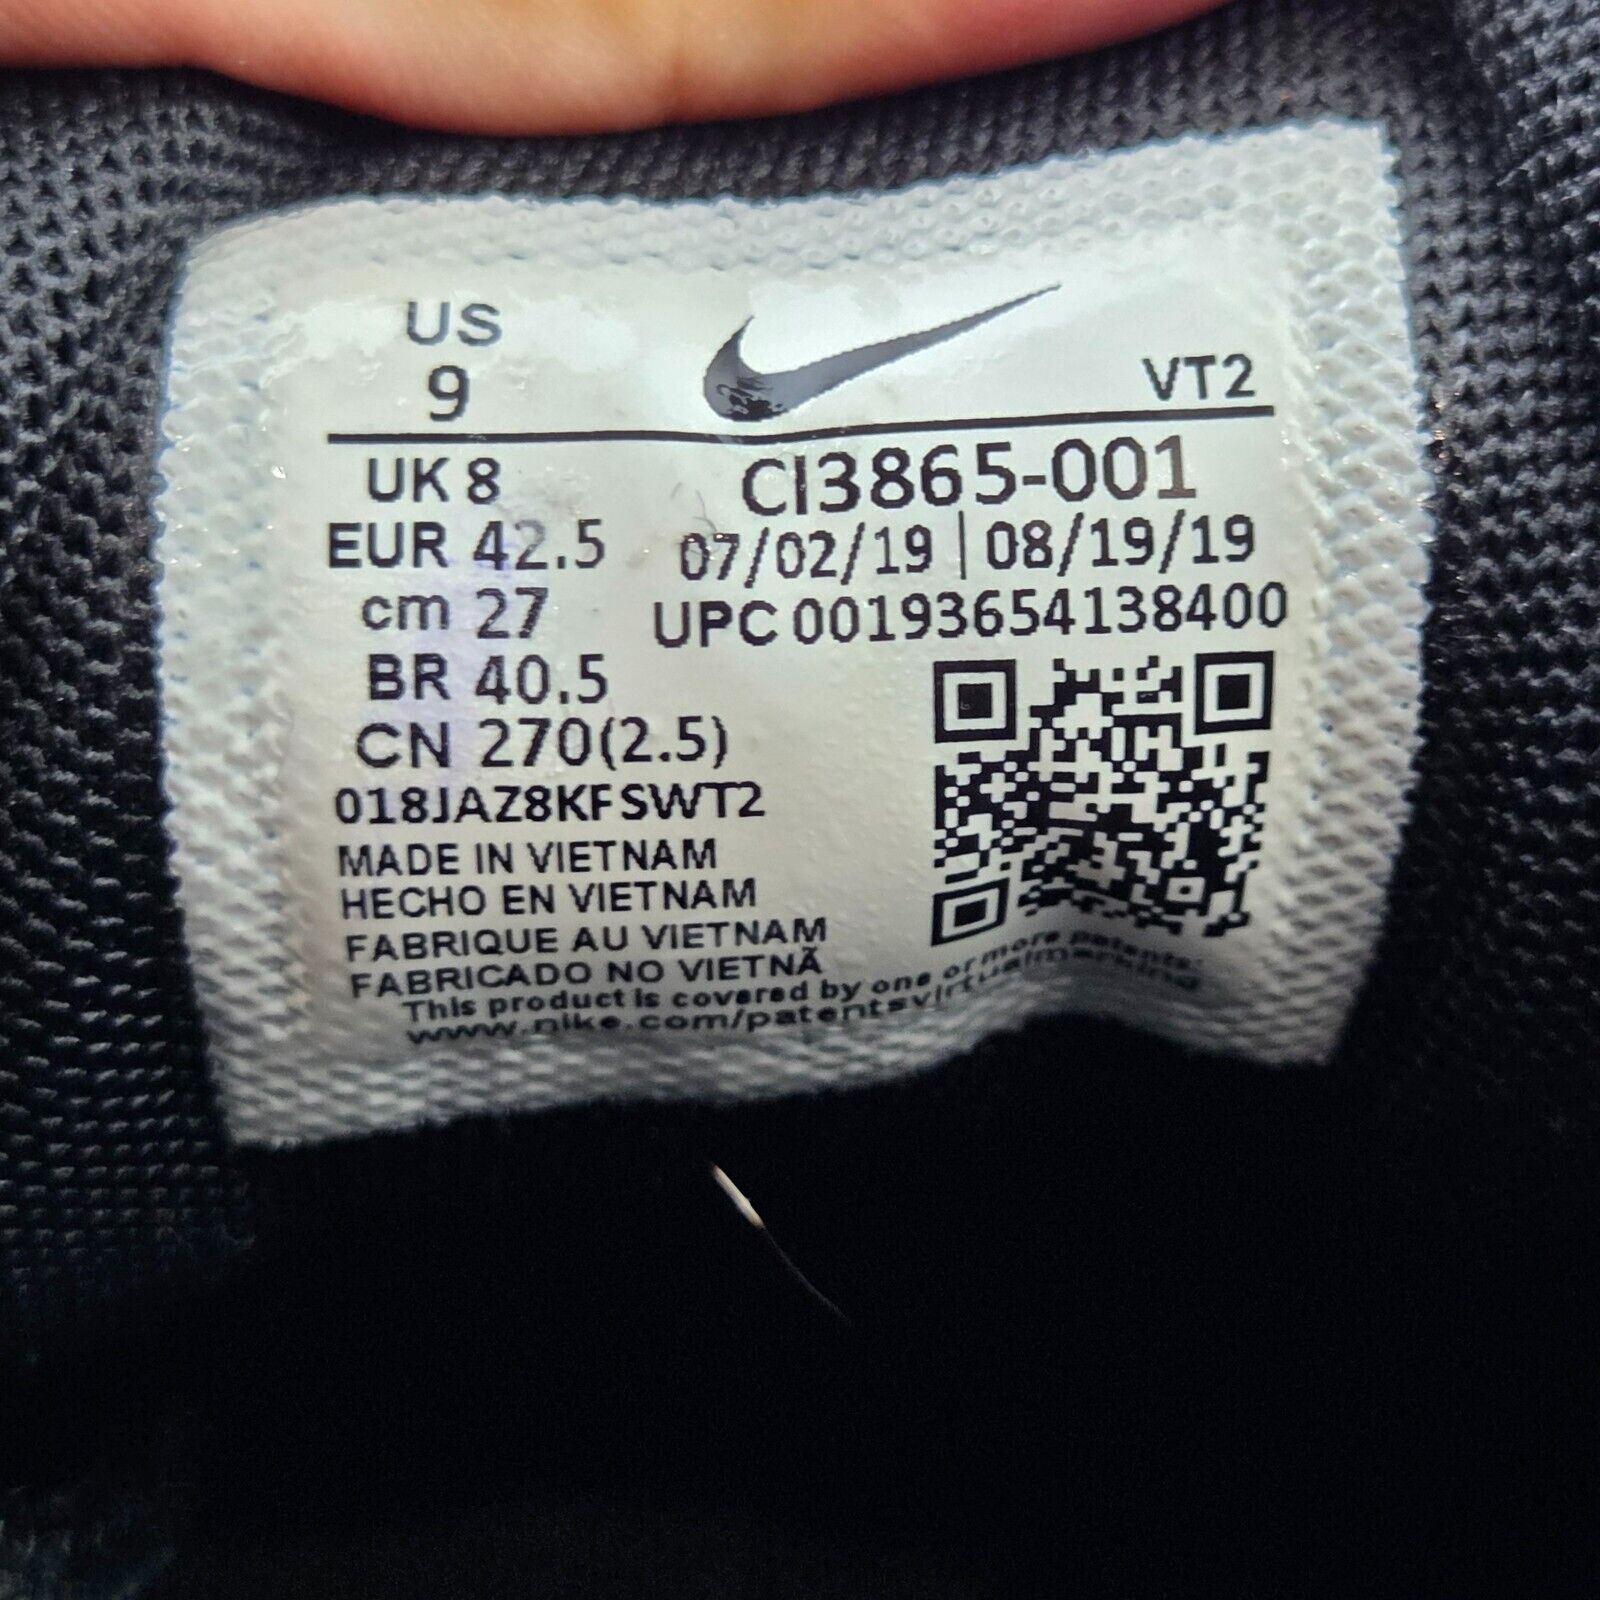 US
9
VT2
UK 8
CI3865-001
EUR 42.5
07/02/19 | 08/19/19
cm 27
UPC 00193654138400
BR 40.5
CN 270(2.5)
018JAZ8KFSWT2
MADE IN VIETNAM
HECHO EN VIETNAM
FABRIQUE AU VIETNAM
FABRICADO NO VIETNÃ
This product is covered by one or more patents:
www.nike.com/patentsvirtualmarking